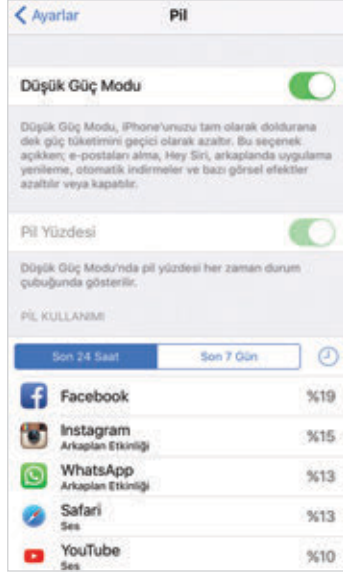 Ayarlar
Pil
Düşük Güç Modu
Düşük Güç Modu, iPhone'unuzu tam olarak doldurana
dek güç tüketimini geçici olarak azaltır. Bu seçenek
açıkken; e-postaları alma, Hey Siri, arkaplanda uygulama
yenileme, otomatik indirmeler ve bazı görsel efektler
azaltılır veya kapatılır.
Pil Yüzdesi
Düşük Güç Modu'nda pil yüzdesi her zaman durum
çubuğunda gösterilir.
PİL KULLANIMI
Son 24 Saat
Son 7 Gün
Facebook
%19
Instagram
%15
Arkaplan Etkinliği
WhatsApp
%13
Arkaplan Etkinliği
Safari
%13
Ses
YouTube
%10
Ses